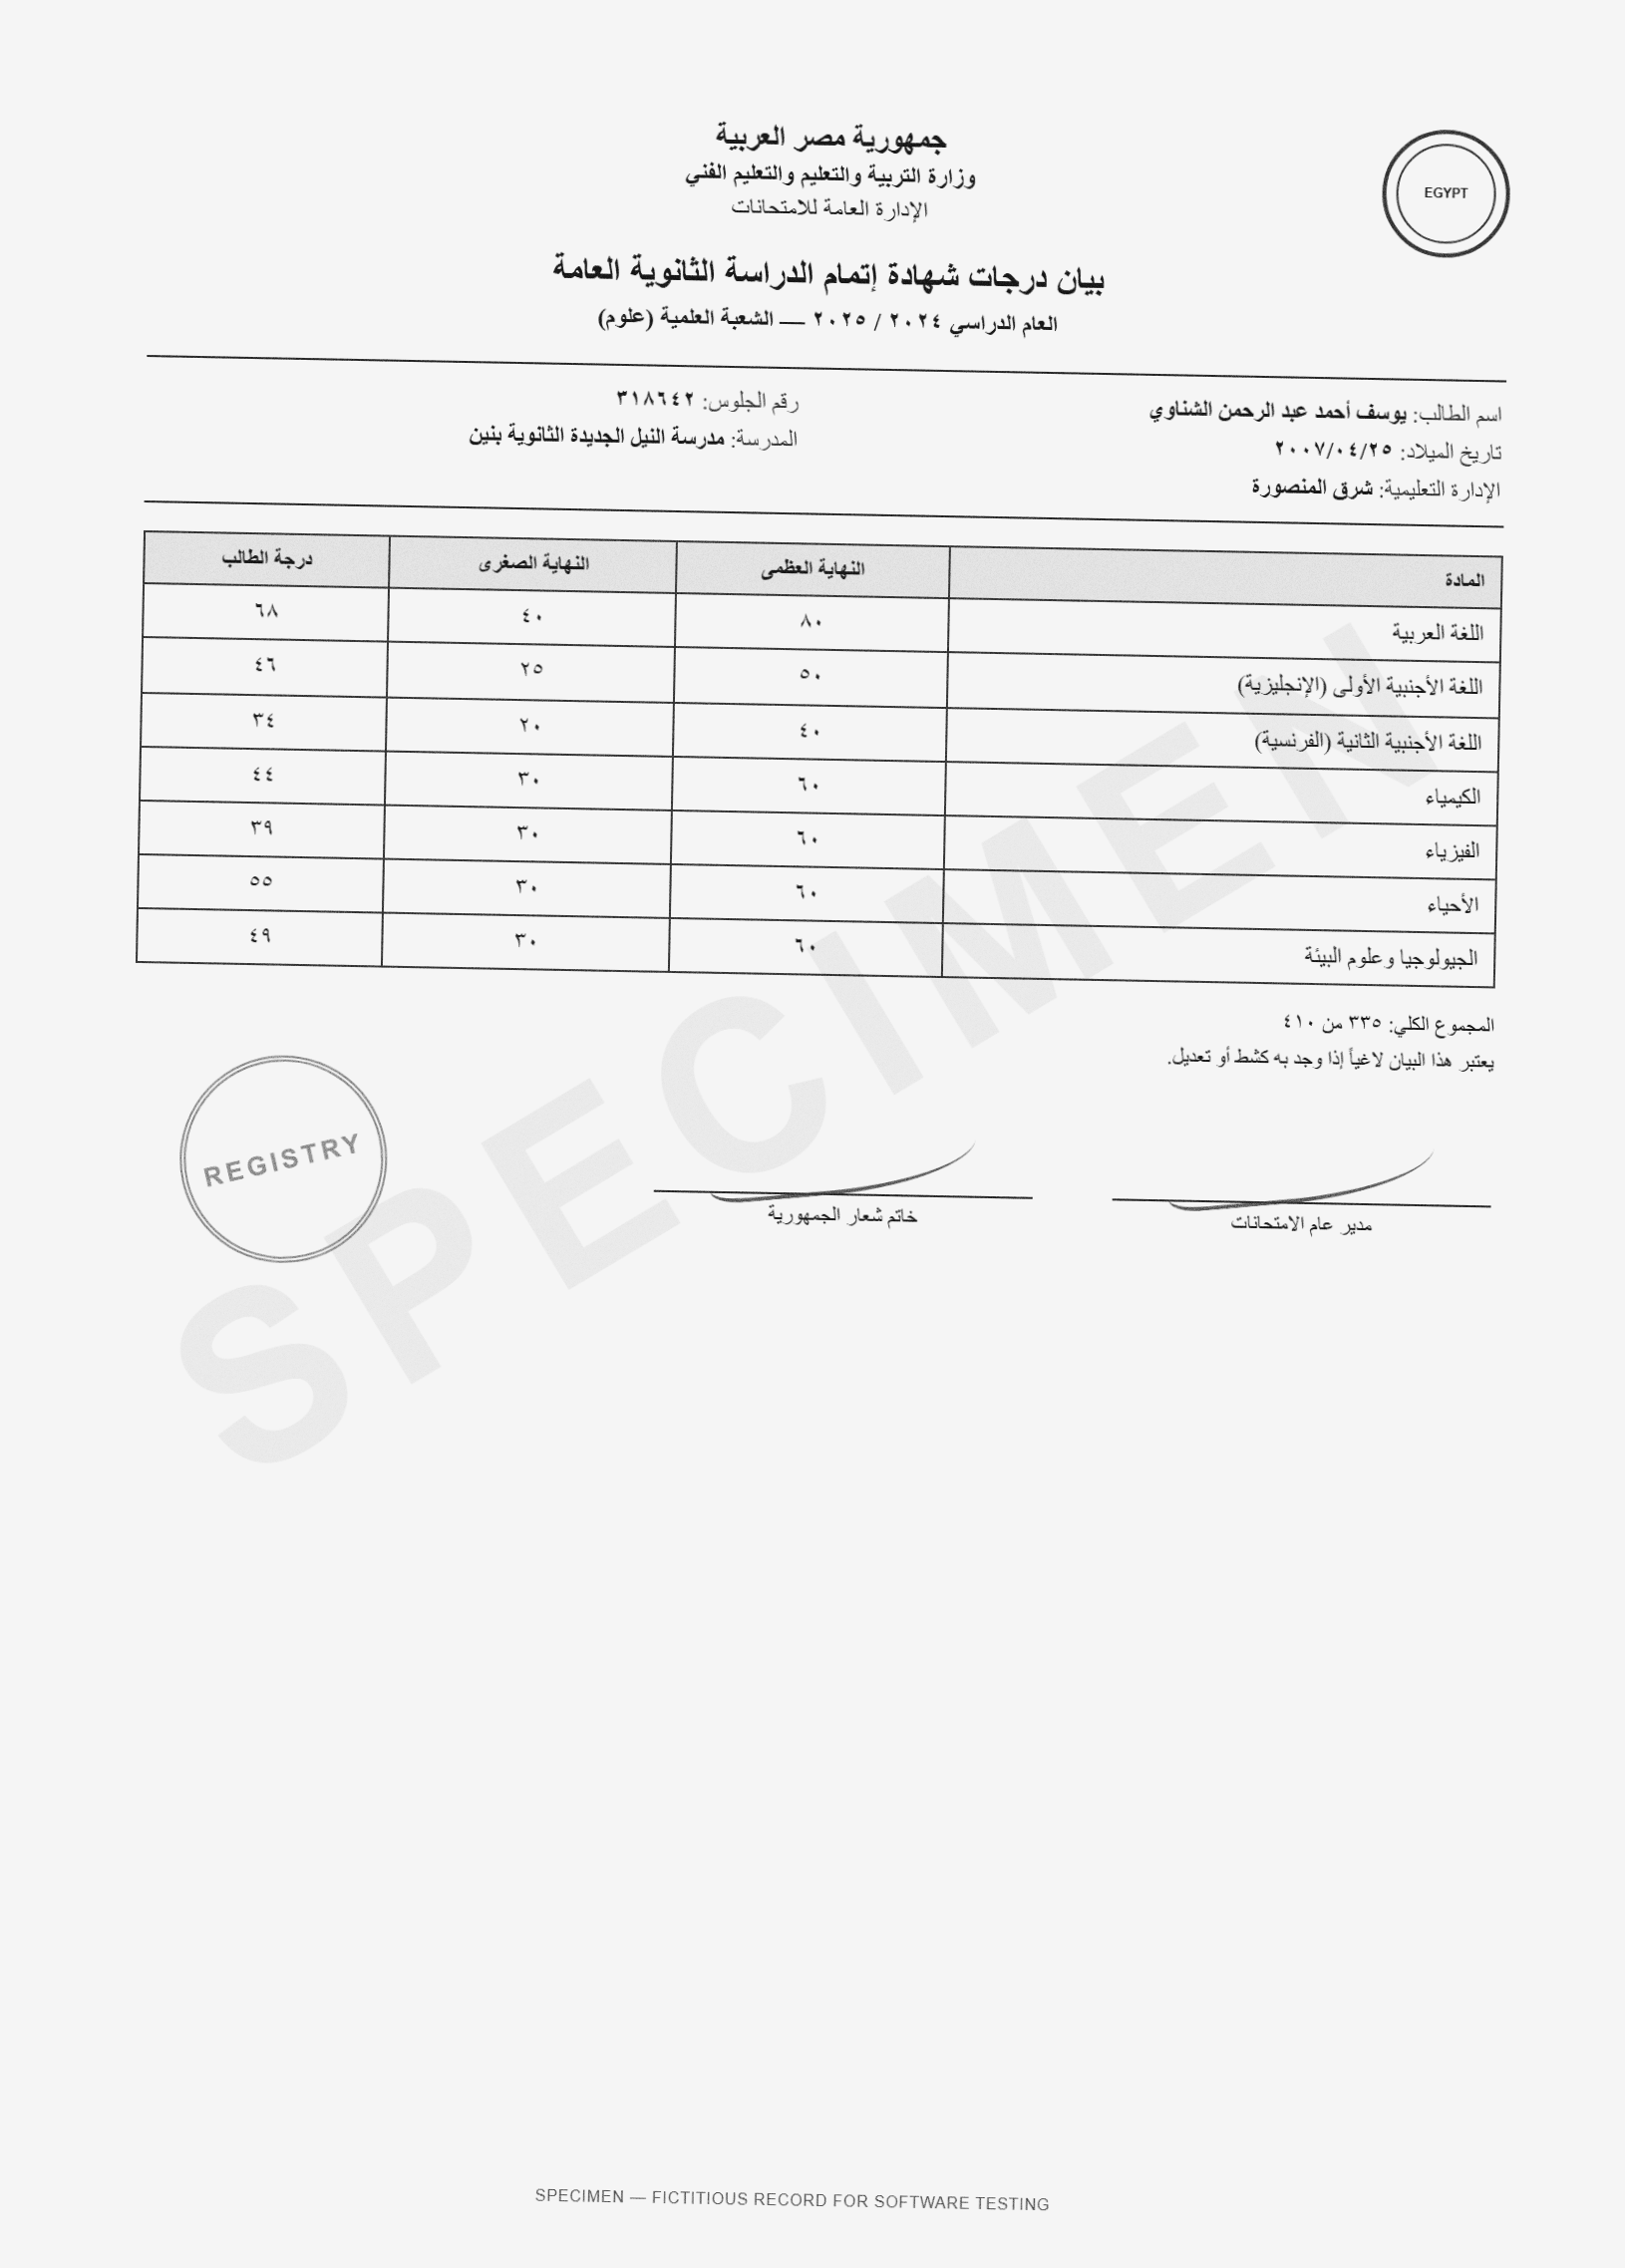 جمهورية مصر العربية
وزارة التربية والتعليم والتعليم الفني
الإدارة العامة للامتحانات
EGYPT
بيان درجات شهادة إتمام الدراسة الثانوية العامة
العام الدراسي ٢٠٢٤ / ٢٠٢٥ — الشعبة العلمية (علوم)
اسم الطالب: يوسف أحمد عبد الرحمن الشناوي
رقم الجلوس: ٣١٨٦٤٢
تاريخ الميلاد: ٢٠٠٧/٠٤/٢٥
المدرسة: مدرسة النيل الجديدة الثانوية بنين
الإدارة التعليمية: شرق المنصورة
المادة النهاية العظمى النهاية الصغرى درجة الطالب
اللغة العربية ٨٠ ٤٠ ٦٨
اللغة الأجنبية الأولى (الإنجليزية) ٥٠ ٢٥ ٤٦
اللغة الأجنبية الثانية (الفرنسية) ٤٠ ٢٠ ٣٤
الكيمياء ٦٠ ٣٠ ٤٤
الفيزياء ٦٠ ٣٠ ٣٩
الأحياء ٦٠ ٣٠ ٥٥
الجيولوجيا وعلوم البيئة ٦٠ ٣٠ ٤٩
المجموع الكلي: ٣٣٥ من ٤١٠
يعتبر هذا البيان لاغياً إذا وجد به كشط أو تعديل.
مدير عام الامتحانات
خاتم شعار الجمهورية
REGISTRY
SPECIMEN
SPECIMEN — FICTITIOUS RECORD FOR SOFTWARE TESTING